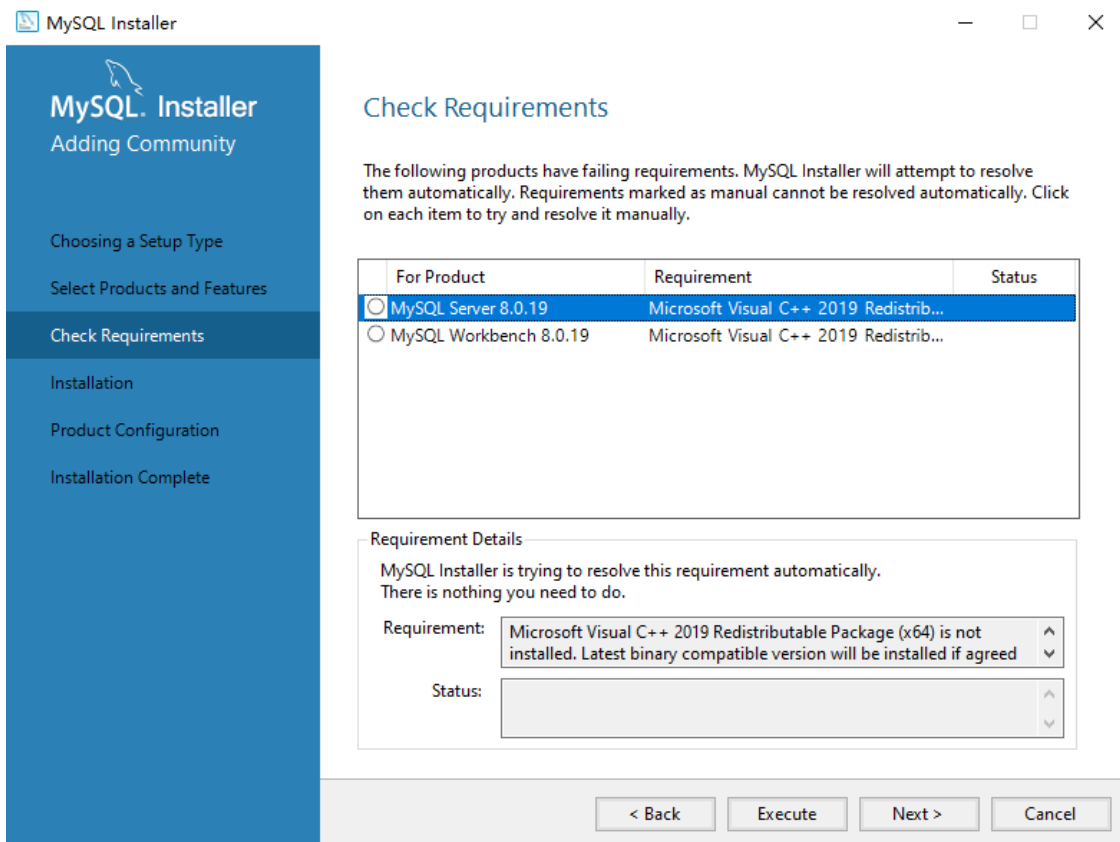 MySQL Installer
MySQL. Installer
Adding Community
Choosing a Setup Type
Select Products and Features
Check Requirements
Installation
Product Configuration
Installation Complete
Check Requirements
The following products have failing requirements. MySQL Installer will attempt to resolve
them automatically. Requirements marked as manual cannot be resolved automatically. Click
on each item to try and resolve it manually.
For Product Requirement Status
MySQL Server 8.0.19 Microsoft Visual C++ 2019 Redistrib...
MySQL Workbench 8.0.19 Microsoft Visual C++ 2019 Redistrib...
Requirement Details
MySQL Installer is trying to resolve this requirement automatically.
There is nothing you need to do.
Requirement: Microsoft Visual C++ 2019 Redistributable Package (x64) is not
installed. Latest binary compatible version will be installed if agreed
Status:
< Back Execute Next > Cancel